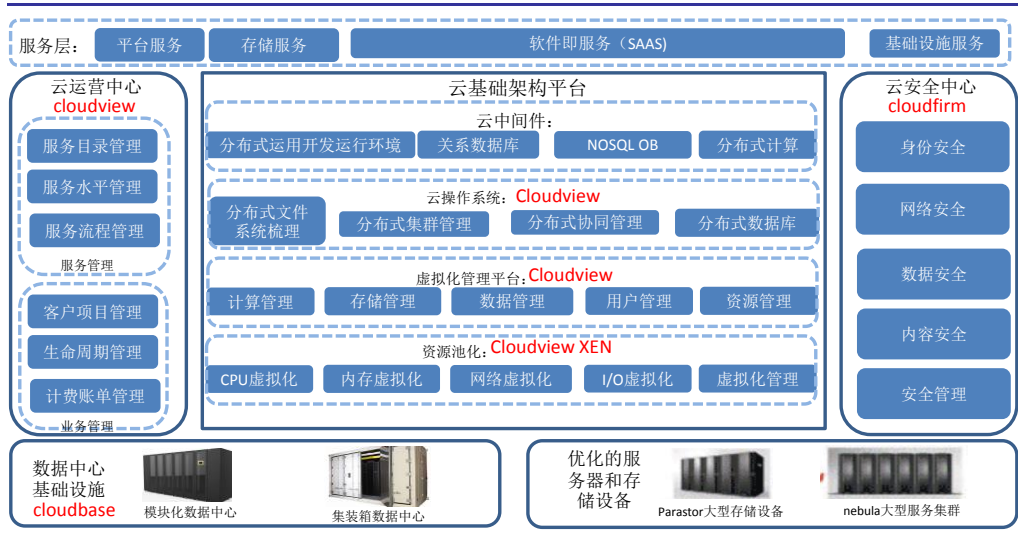 服务层：
平台服务
存储服务
软件即服务（SAAS)
基础设施服务
云运营中心
cloudview
服务目录管理
服务水平管理
服务流程管理
服务管理
客户项目管理
生命周期管理
计费账单管理
业务管理
云基础架构平台
云中间件：
分布式运用开发运行环境
关系数据库
NOSQL OB
分布式计算
云操作系统: Cloudview
分布式文件
系统梳理
分布式集群管理
分布式协同管理
分布式数据库
虚拟化管理平台:Cloudview
计算管理
存储管理
数据管理
用户管理
资源管理
资源池化: Cloudview XEN
CPU虚拟化
内存虚拟化
网络虚拟化
I/O虚拟化
虚拟化管理
云安全中心
cloudfirm
身份安全
网络安全
数据安全
内容安全
安全管理
数据中心
基础设施
cloudbase
模块化数据中心
集装箱数据中心
优化的服
务器和存
储设备
Parastor大型存储设备
nebula大型服务集群